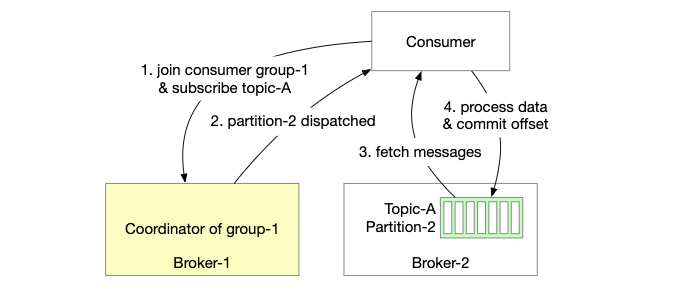 Consumer
1. join consumer group-1
& subscribe topic-A
2. partition-2 dispatched
4. process data
& commit offset
3. fetch messages
Coordinator of group-1
Broker-1
Topic-A
Partition-2
Broker-2